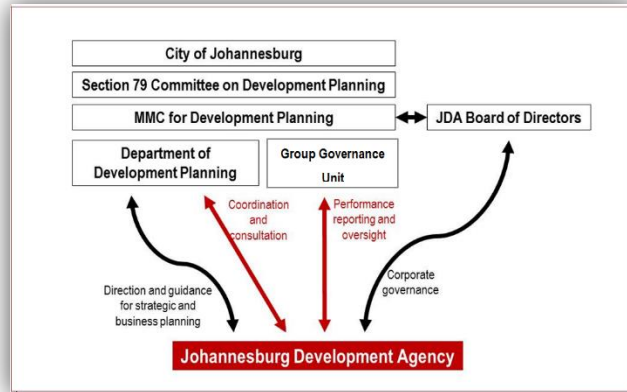 City of Johannesburg
Section 79 Committee on Development Planning
MMC for Development Planning
JDA Board of Directors
Department of
Development Planning
Group Governance
Unit
Coordination
and
consultation
Performance
reporting and
oversight
Direction and guidance
for strategic and
business planning
Corporate
governance
Johannesburg Development Agency